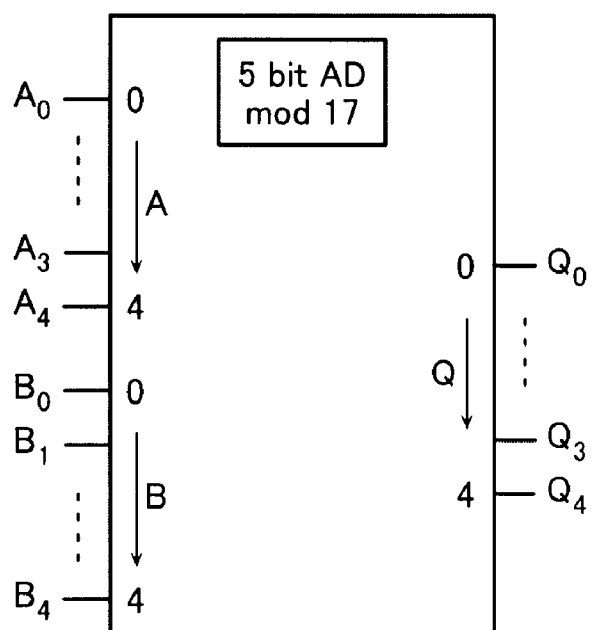 5 bit AD
mod 17
A₀ 0
A
A₃
A₄ 4
B₀ 0
B₁
B
B₄ 4
0 Q₀
Q
Q₃
4 Q₄